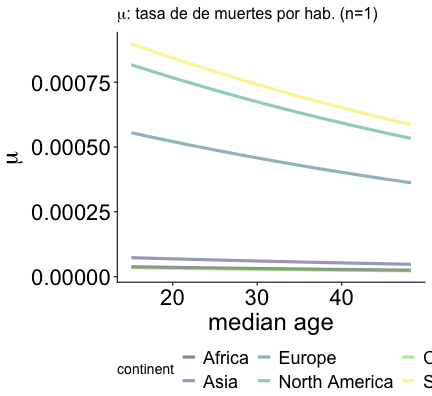 μ: tasa de de muertes por hab. (n=1)
0.00075
0.00050
0.00025
0.00000
μ
20 30 40
median age
continent
Africa Europe
Asia North America